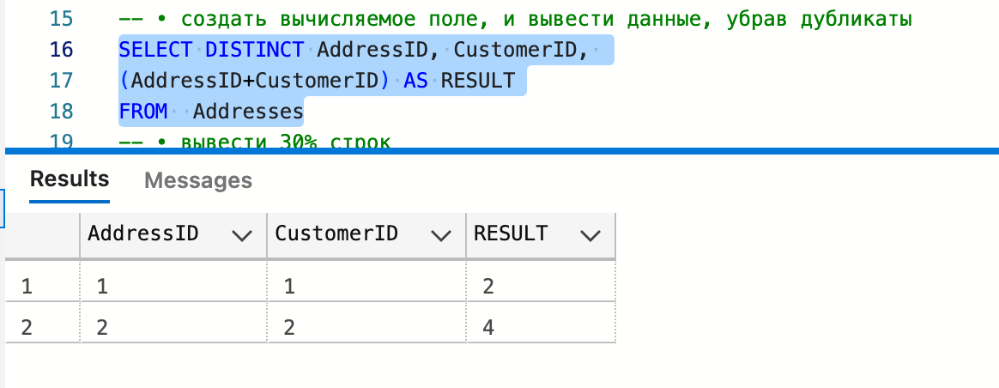 15 -- • создать вычисляемое поле, и вывести данные, убрав дубликаты
16 SELECT DISTINCT AddressID, CustomerID,
17 (AddressID+CustomerID) AS RESULT
18 FROM Addresses
19 -- • вывести 30% строк
Results Messages
AddressID CustomerID RESULT
1 1 1 2
2 2 2 4